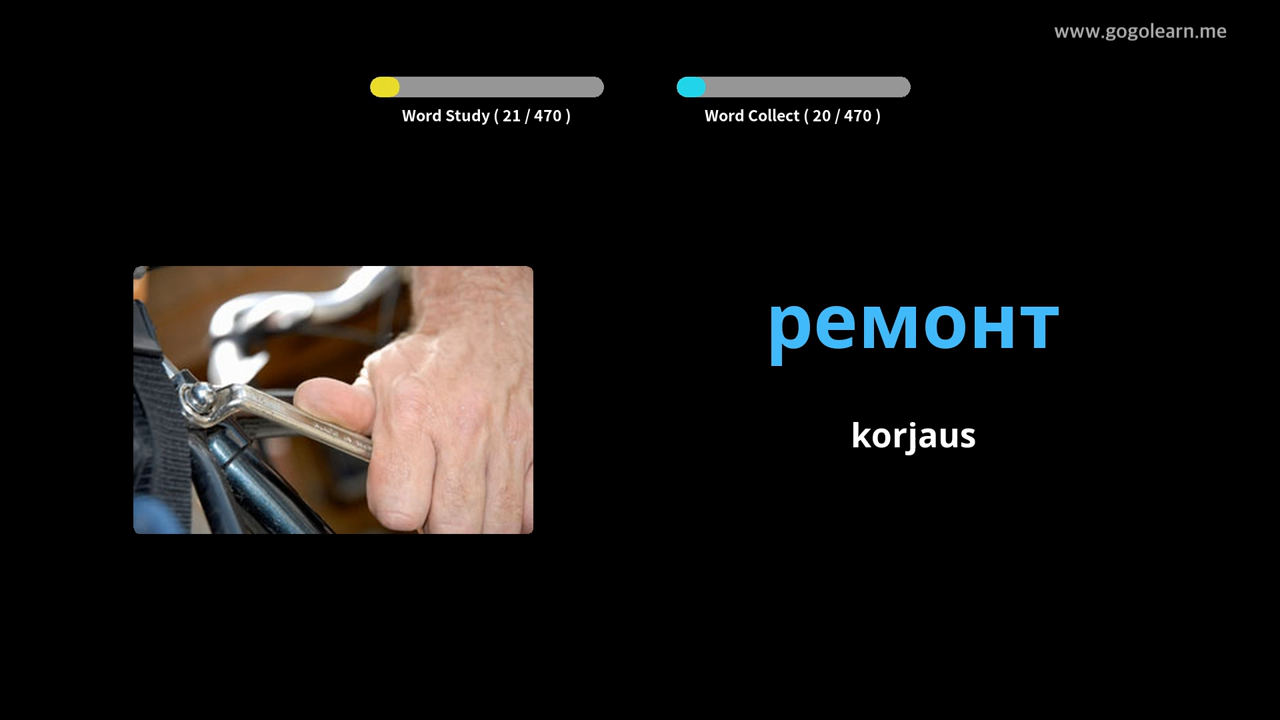 www.gogolearn.me
Word Study ( 21 / 470 )
Word Collect ( 20 / 470 )
ремонт
korjaus